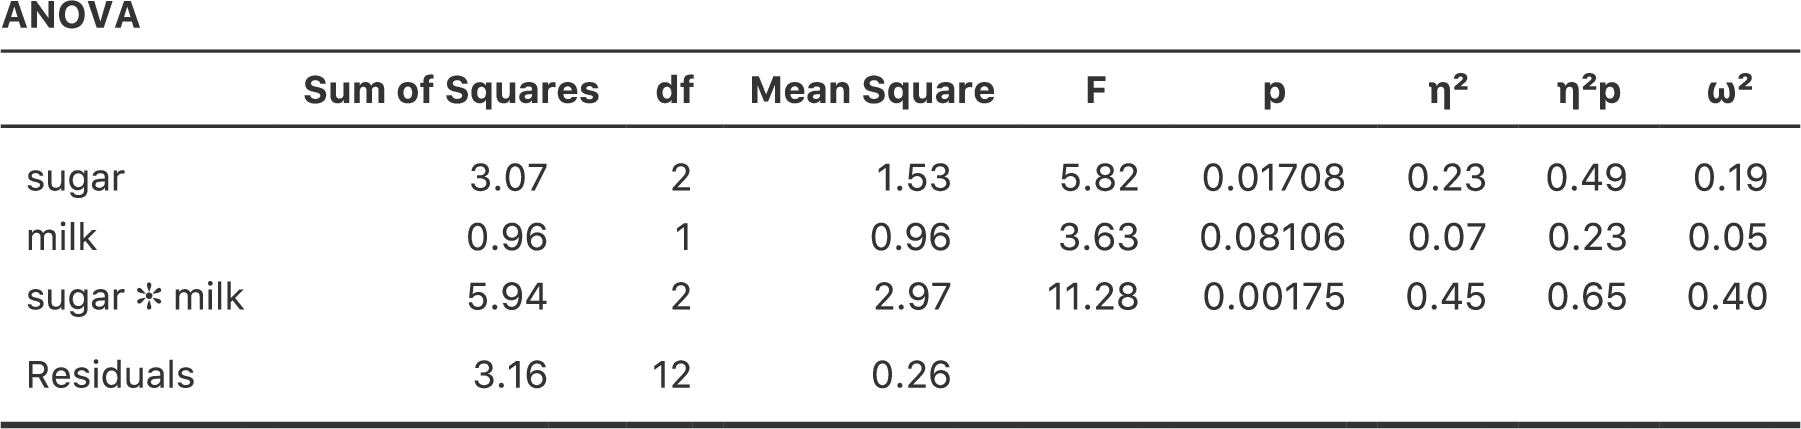 ANOVA
Sum of Squares df Mean Square F p η² η²p ω²
sugar 3.07 2 1.53 5.82 0.01708 0.23 0.49 0.19
milk 0.96 1 0.96 3.63 0.08106 0.07 0.23 0.05
sugar ✻ milk 5.94 2 2.97 11.28 0.00175 0.45 0.65 0.40
Residuals 3.16 12 0.26